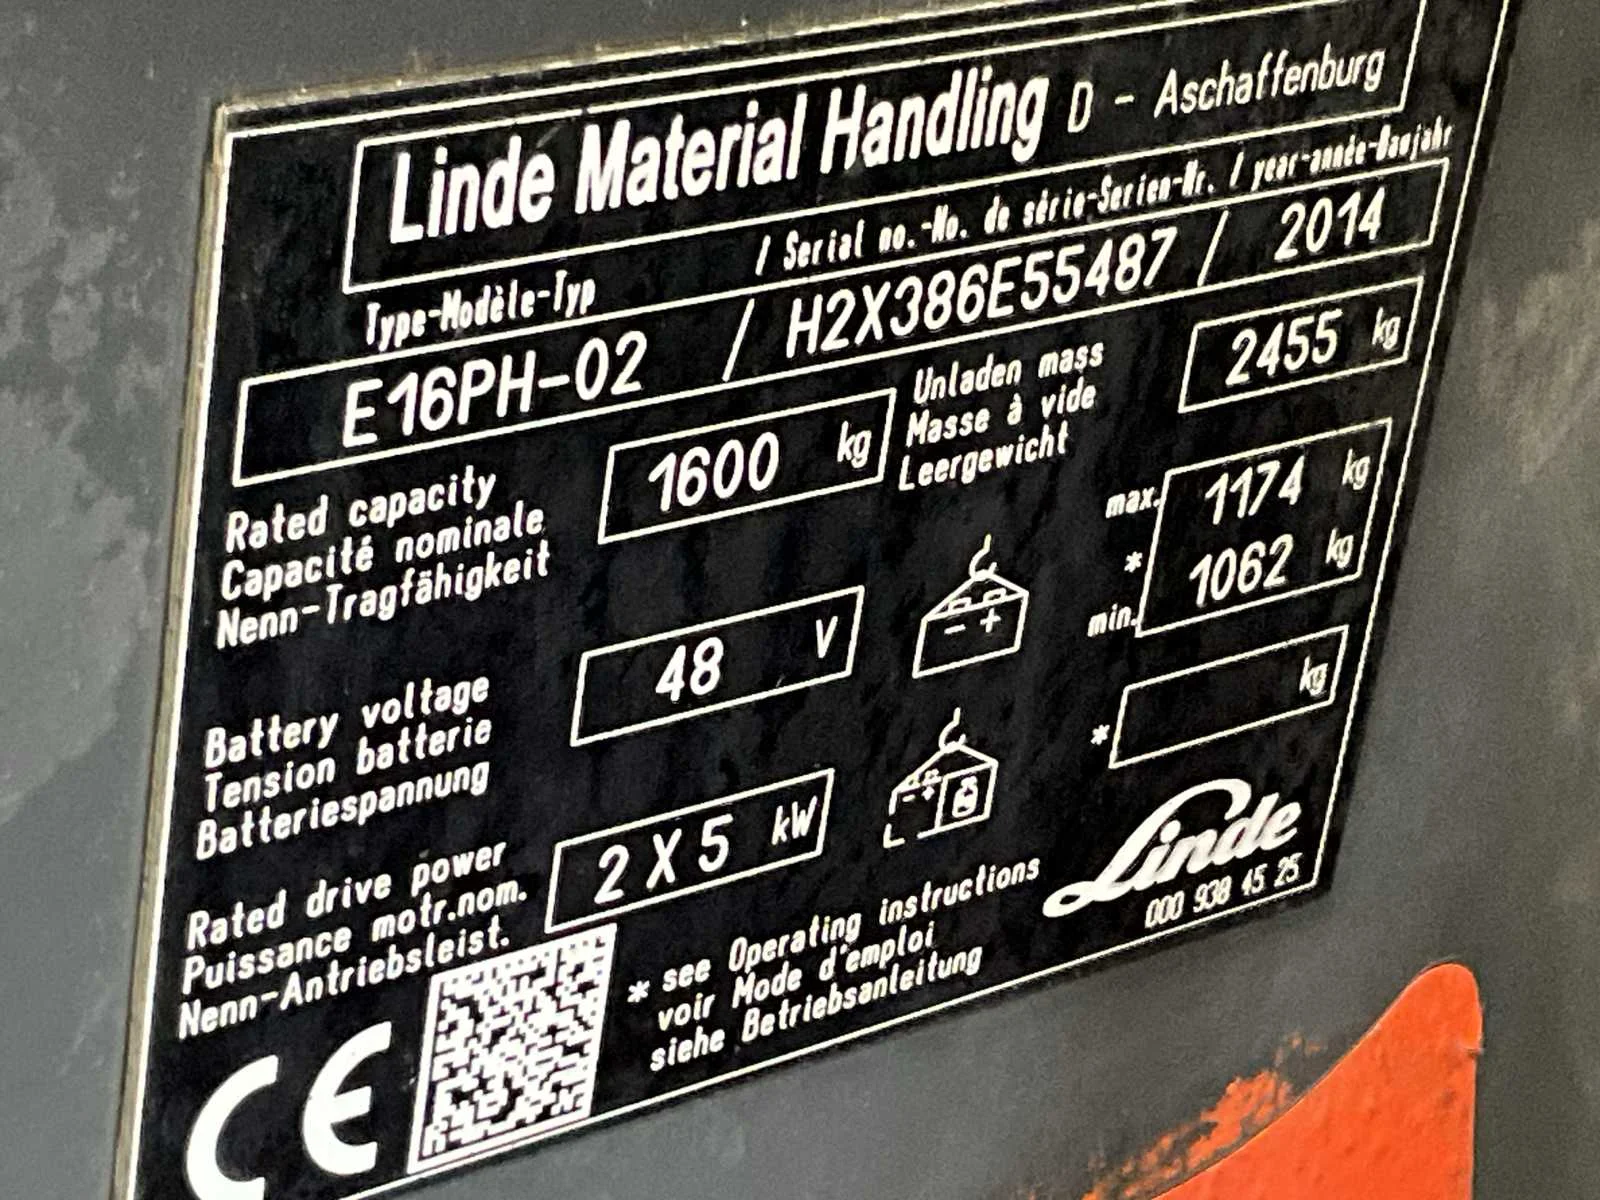 Linde Material Handling D - Aschaffenburg
Type-Modèle-Typ / Serial no.-No. de série-Serien-Nr. / year-année-Baujahr
E16PH-02 / H2X386E55487 / 2014
Rated capacity
Capacité nominale
Nenn-Tragfähigkeit
1600 kg
Unladen mass
Masse à vide
Leergewicht
2455 kg
Battery voltage
Tension batterie
Batteriespannung
48 V
- +
max. 1174 kg
*
min. 1062 kg
Rated drive power
Puissance motr.nom.
Nenn-Antriebsleist.
2 X 5 kW
- +
* kg
CE
* see Operating instructions
voir Mode d'emploi
siehe Betriebsanleitung
Linde
000 938 45 25